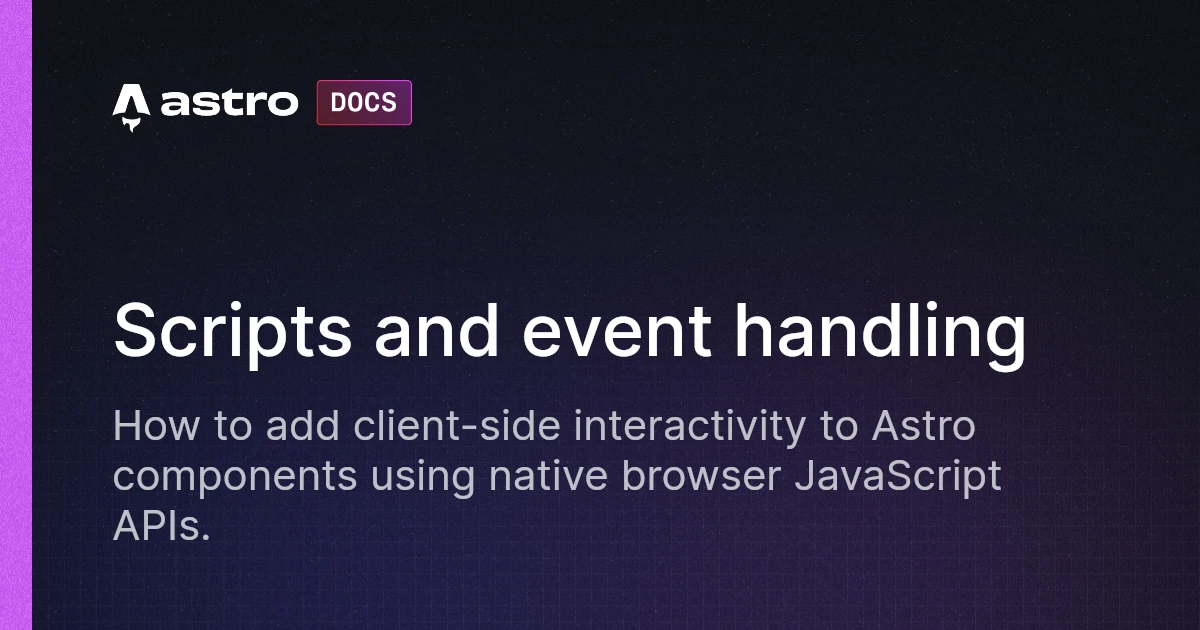 astro DOCS
Scripts and event handling
How to add client-side interactivity to Astro
components using native browser JavaScript
APIs.